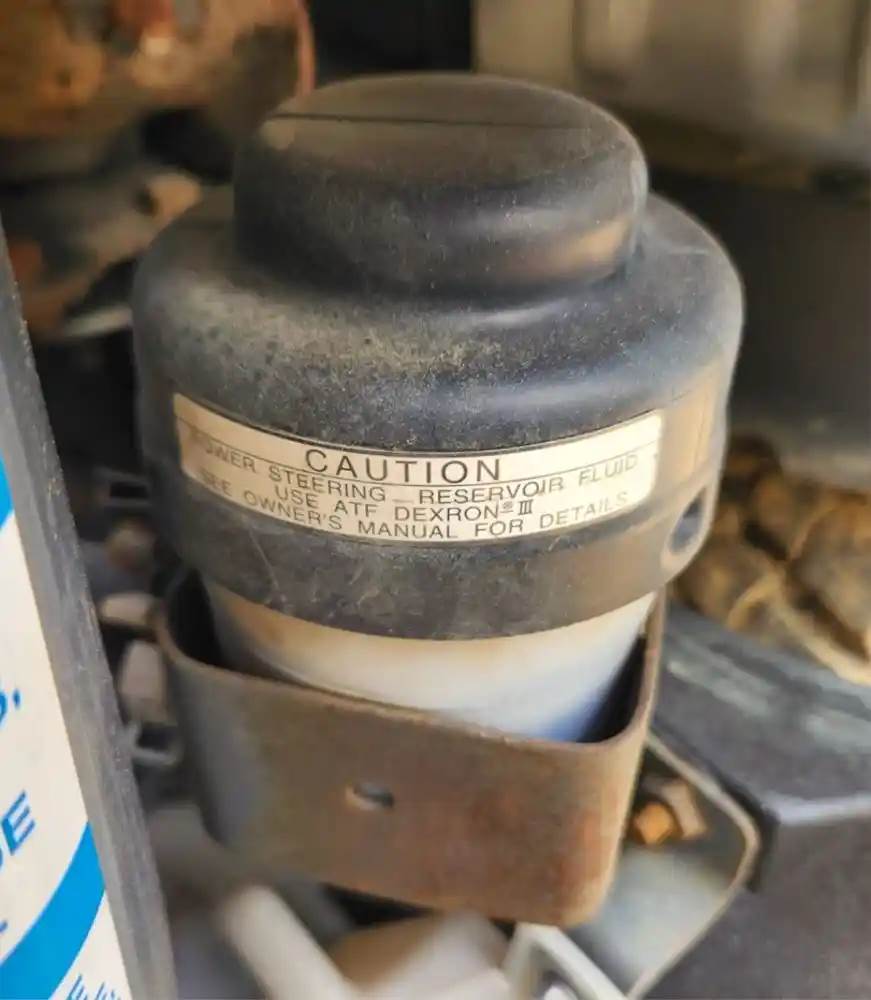 CAUTION
POWER STEERING RESERVOIR FLUID
USE ATF DEXRON® III
SEE OWNER'S MANUAL FOR DETAILS